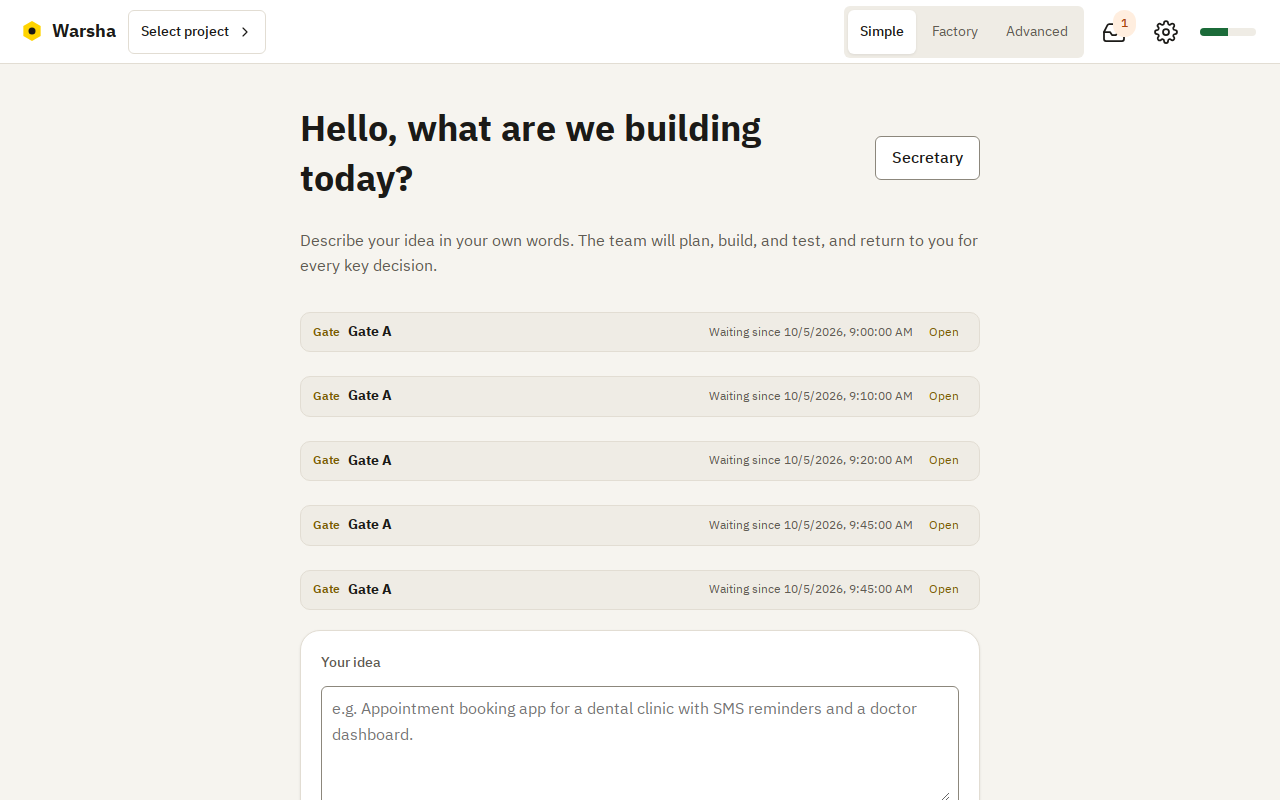 Warsha
Select project
Simple
Factory
Advanced
1
Hello, what are we building
today?
Secretary
Describe your idea in your own words. The team will plan, build, and test, and return to you for
every key decision.
Gate Gate A Waiting since 10/5/2026, 9:00:00 AM Open
Gate Gate A Waiting since 10/5/2026, 9:10:00 AM Open
Gate Gate A Waiting since 10/5/2026, 9:20:00 AM Open
Gate Gate A Waiting since 10/5/2026, 9:45:00 AM Open
Gate Gate A Waiting since 10/5/2026, 9:45:00 AM Open
Your idea
e.g. Appointment booking app for a dental clinic with SMS reminders and a doctor
dashboard.